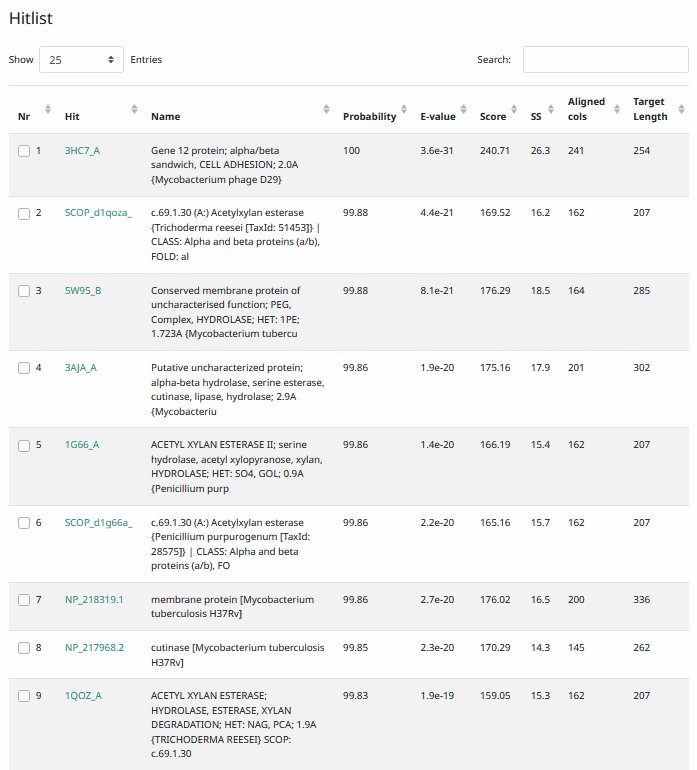 Hitlist
Show 25 Entries Search:
Nr Hit Name Probability E-value Score SS Aligned cols Target Length
1 3HC7_A Gene 12 protein; alpha/beta 100 3.6e-31 240.71 26.3 241 254
sandwich, CELL ADHESION; 2.0A
{Mycobacterium phage D29}
2 SCOP_d1qoza_ c.69.1.30 (A:) Acetylxylan esterase 99.88 4.4e-21 169.52 16.2 162 207
{Trichoderma reesei [TaxId: 51453]} |
CLASS: Alpha and beta proteins (a/b),
FOLD: al
3 5W95_B Conserved membrane protein of 99.88 8.1e-21 176.29 18.5 164 285
uncharacterised function; PEG,
Complex, HYDROLASE; HET: 1PE;
1.723A {Mycobacterium tubercu
4 3AJA_A Putative uncharacterized protein; 99.86 1.9e-20 175.16 17.9 201 302
alpha-beta hydrolase, serine esterase,
cutinase, lipase, hydrolase; 2.9A
{Mycobacteriu
5 1G66_A ACETYL XYLAN ESTERASE II; serine 99.86 1.4e-20 166.19 15.4 162 207
hydrolase, acetyl xylopyranose, xylan,
HYDROLASE; HET: SO4, GOL; 0.9A
{Penicillium purp
6 SCOP_d1g66a_ c.69.1.30 (A:) Acetylxylan esterase 99.86 2.2e-20 165.16 15.7 162 207
{Penicillium purpurogenum [TaxId:
28575]} | CLASS: Alpha and beta
proteins (a/b), FO
7 NP_218319.1 membrane protein [Mycobacterium 99.86 2.7e-20 176.02 16.5 200 336
tuberculosis H37Rv]
8 NP_217968.2 cutinase [Mycobacterium tuberculosis 99.85 2.3e-20 170.29 14.3 145 262
H37Rv]
9 1QOZ_A ACETYL XYLAN ESTERASE; 99.83 1.9e-19 159.05 15.3 162 207
HYDROLASE, ESTERASE, XYLAN
DEGRADATION; HET: NAG, PCA; 1.9A
{TRICHODERMA REESEI} SCOP:
c.69.1.30